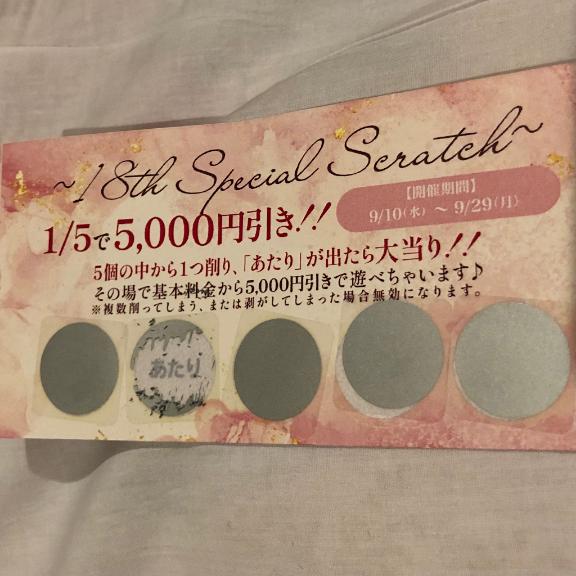 ~18th Special Scratch~
【開催期間】
9/10(水) ～ 9/29(月)
1/5で5,000円引き!!
5個の中から1つ削り、「あたり」が出たら大当り!!
その場で基本料金から5,000円引きで遊べちゃいます♪
※複数削ってしまう、または剥がしてしまった場合無効になります。
あたり